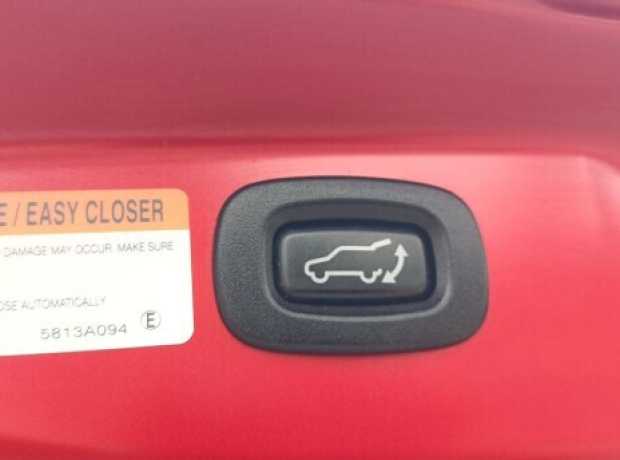 E / EASY CLOSER
DAMAGE MAY OCCUR. MAKE SURE
OSE AUTOMATICALLY
5813A094 E